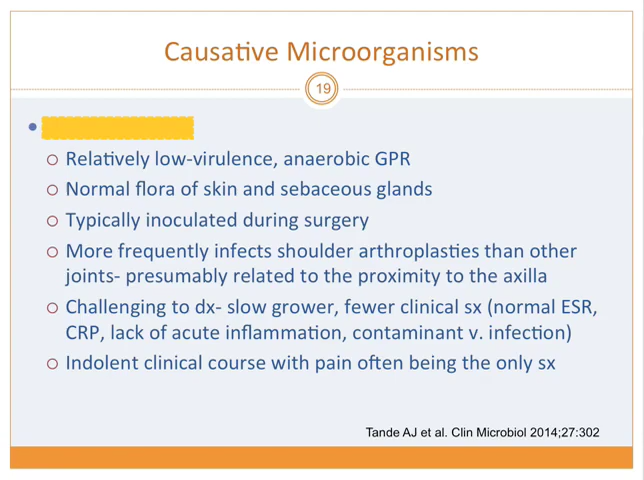 Causative Microorganisms
19
• 
○ Relatively low-virulence, anaerobic GPR
○ Normal flora of skin and sebaceous glands
○ Typically inoculated during surgery
○ More frequently infects shoulder arthroplasties than other
joints- presumably related to the proximity to the axilla
○ Challenging to dx- slow grower, fewer clinical sx (normal ESR,
CRP, lack of acute inflammation, contaminant v. infection)
○ Indolent clinical course with pain often being the only sx
Tande AJ et al. Clin Microbiol 2014;27:302